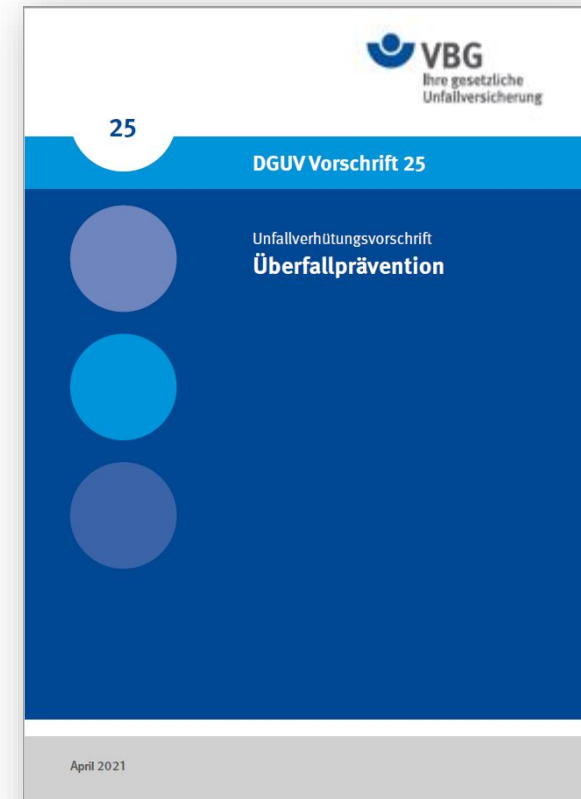 VBG
Ihre gesetzliche
Unfallversicherung
25
DGUV Vorschrift 25
Unfallverhütungsvorschrift
Überfallprävention
April 2021